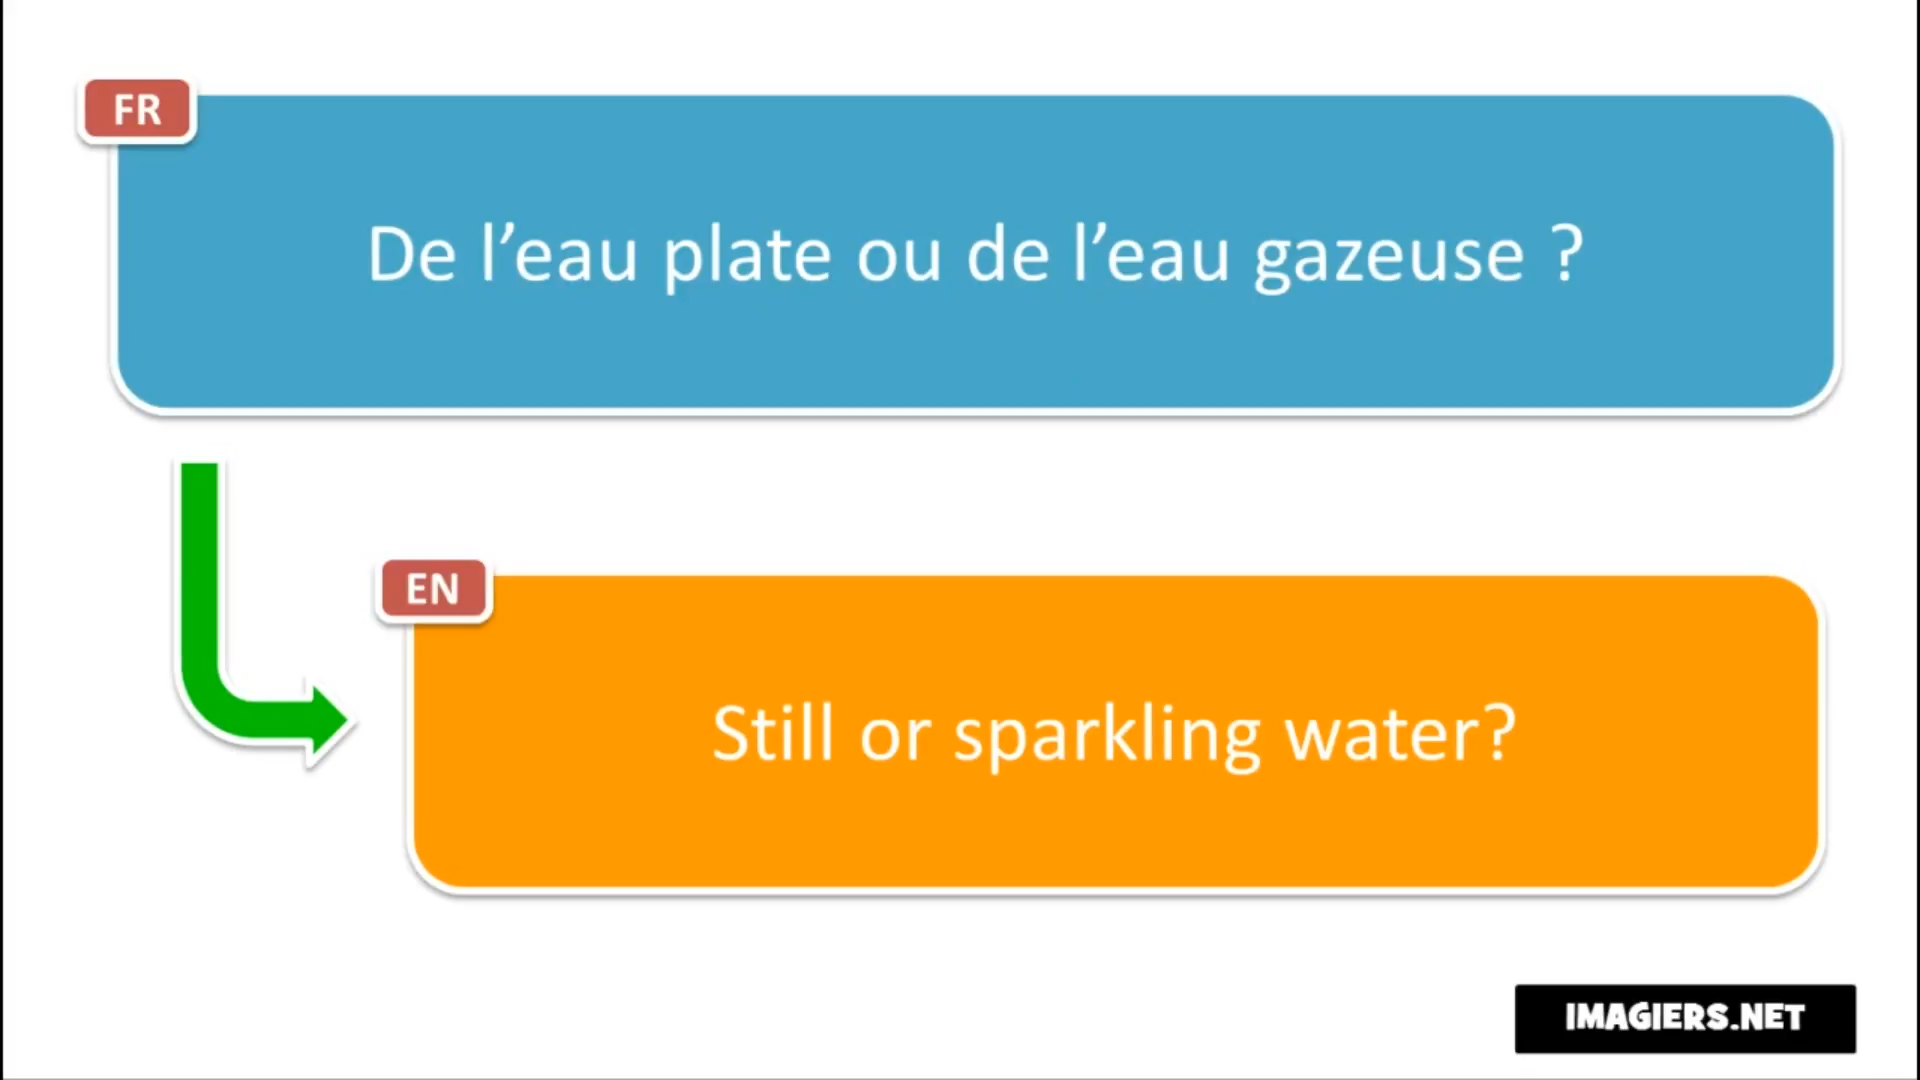 FR
De l’eau plate ou de l’eau gazeuse ?
EN
Still or sparkling water?
IMAGIERS.NET